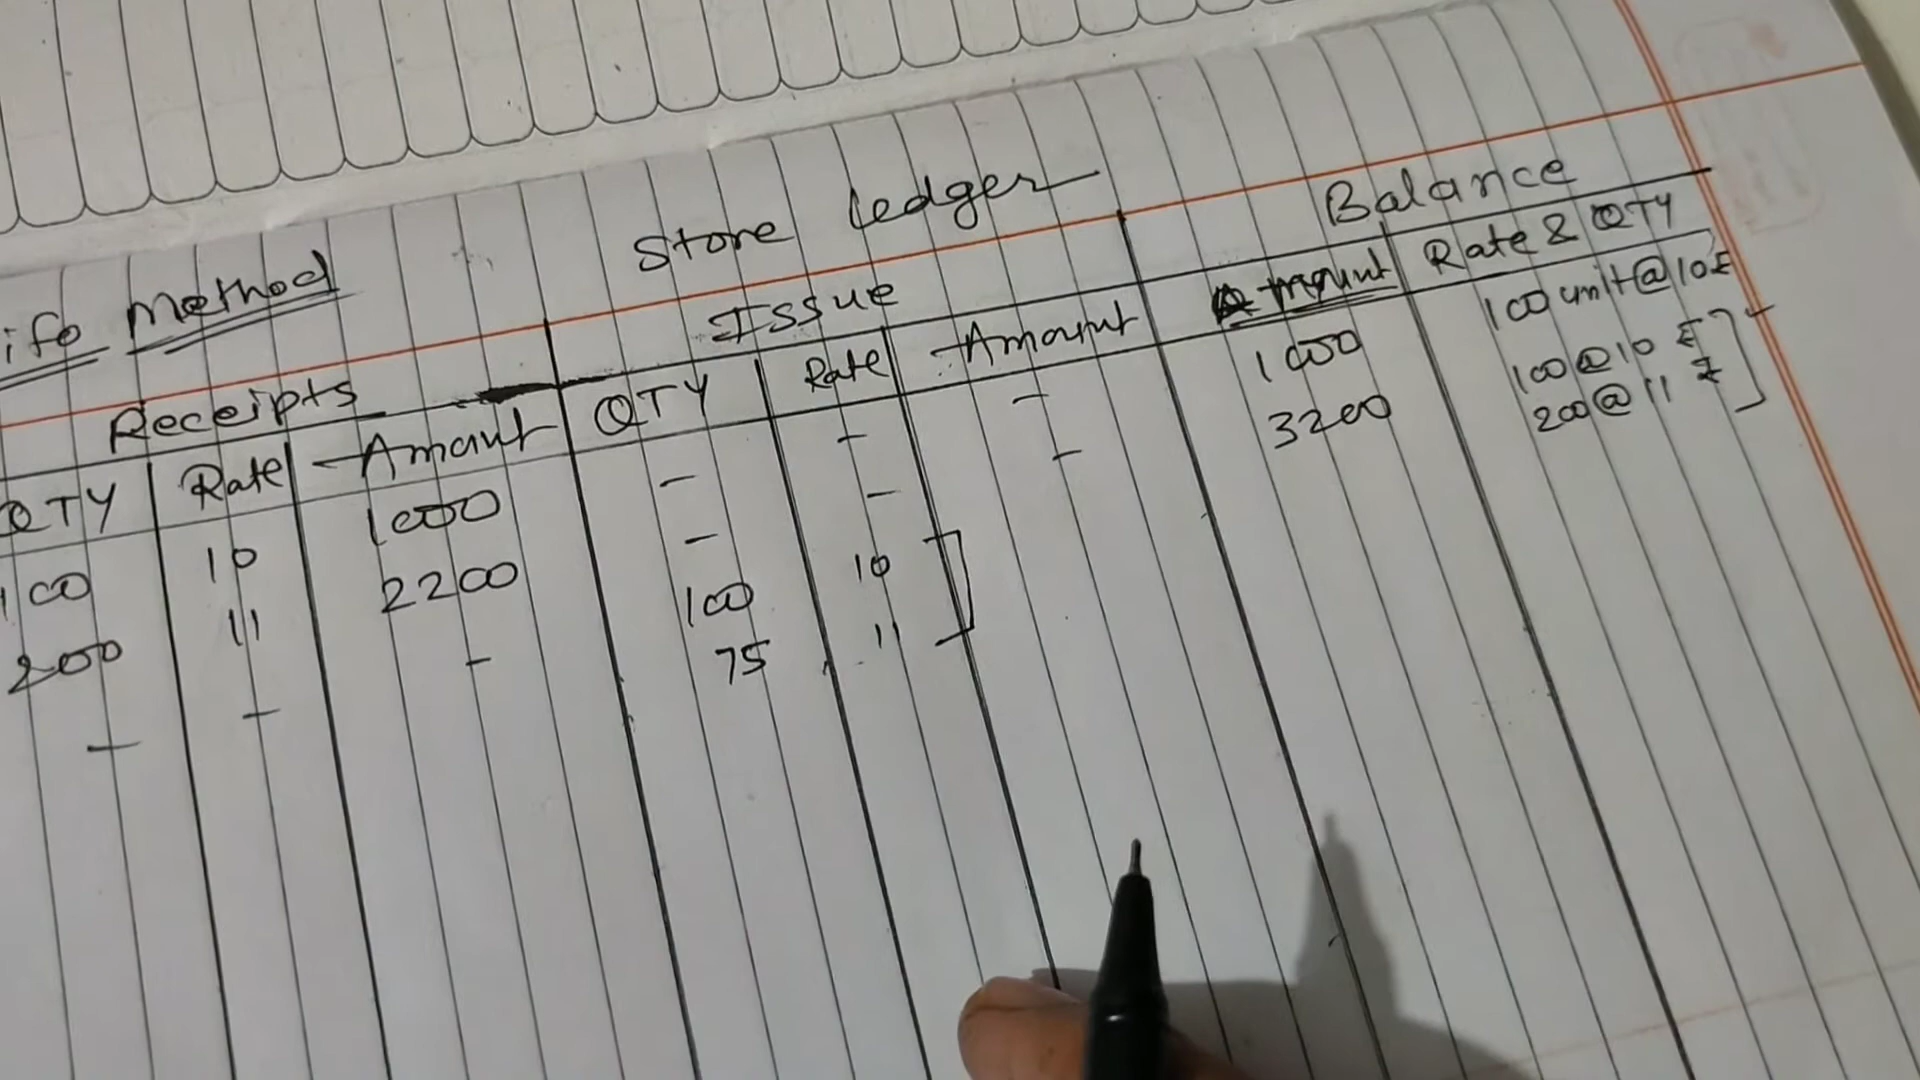 Store Ledger
ifo Method
Receipts Issue Balance
QTY Rate Amount QTY Rate Amount Amount Rate & QTY
100 10 1000 - - - 1000 100 unit@10₹
200 11 2200 - - - 3200 100@10 ₹
200@11 ₹
- - - 100 10
75 11